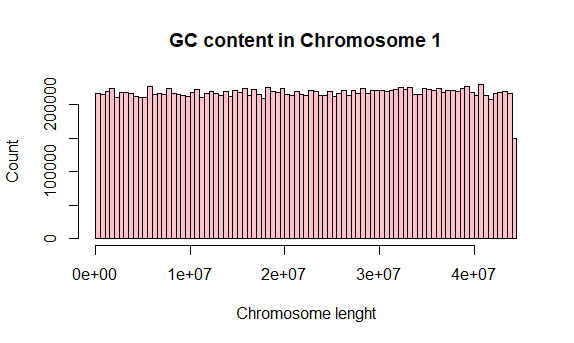 GC content in Chromosome 1
Count
200000
100000
0
0e+00 1e+07 2e+07 3e+07 4e+07
Chromosome lenght